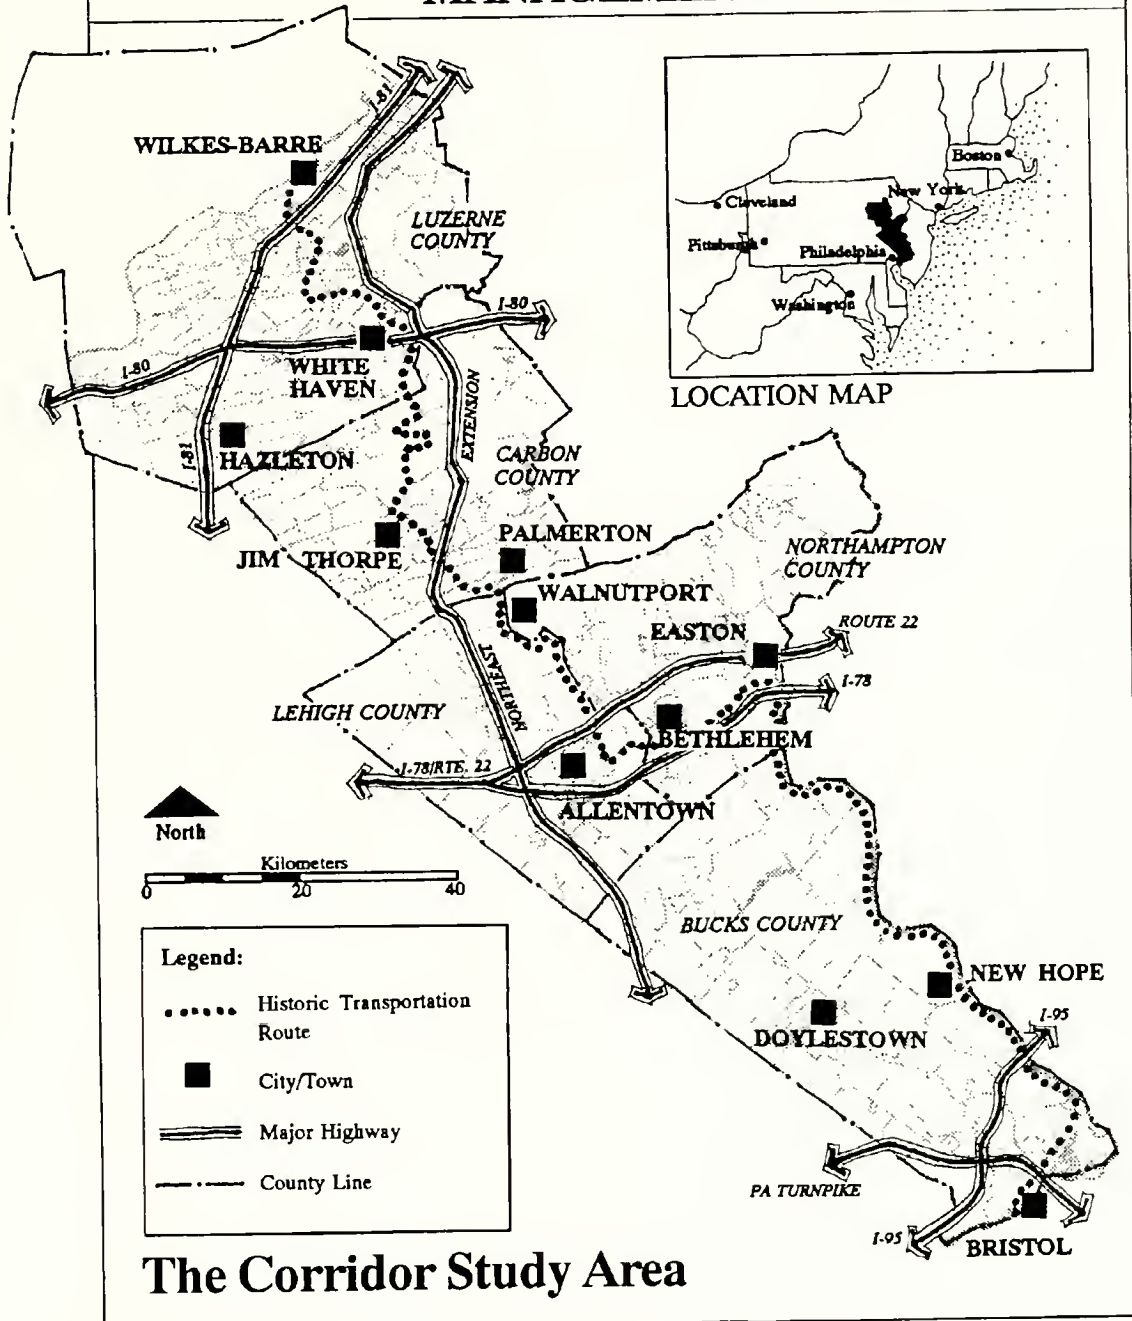 I-81
WILKES-BARRE
LUZERNE
COUNTY
I-80
I-80
WHITE
HAVEN
EXTENSION
I-81
HAZLETON
CARBON
COUNTY
JIM THORPE
PALMERTON
NORTHAMPTON
COUNTY
WALNUTPORT
EASTON
ROUTE 22
I-78
NORTHEAST
LEHIGH COUNTY
BETHLEHEM
I-78/RTE. 22
ALLENTOWN
BUCKS COUNTY
NEW HOPE
I-95
DOYLESTOWN
PA TURNPIKE
I-95
BRISTOL
Boston
New York
Cleveland
Pittsburgh
Philadelphia
Washington
LOCATION MAP
North
Kilometers
0 20 40
Legend:
Historic Transportation
Route
City/Town
Major Highway
County Line
The Corridor Study Area